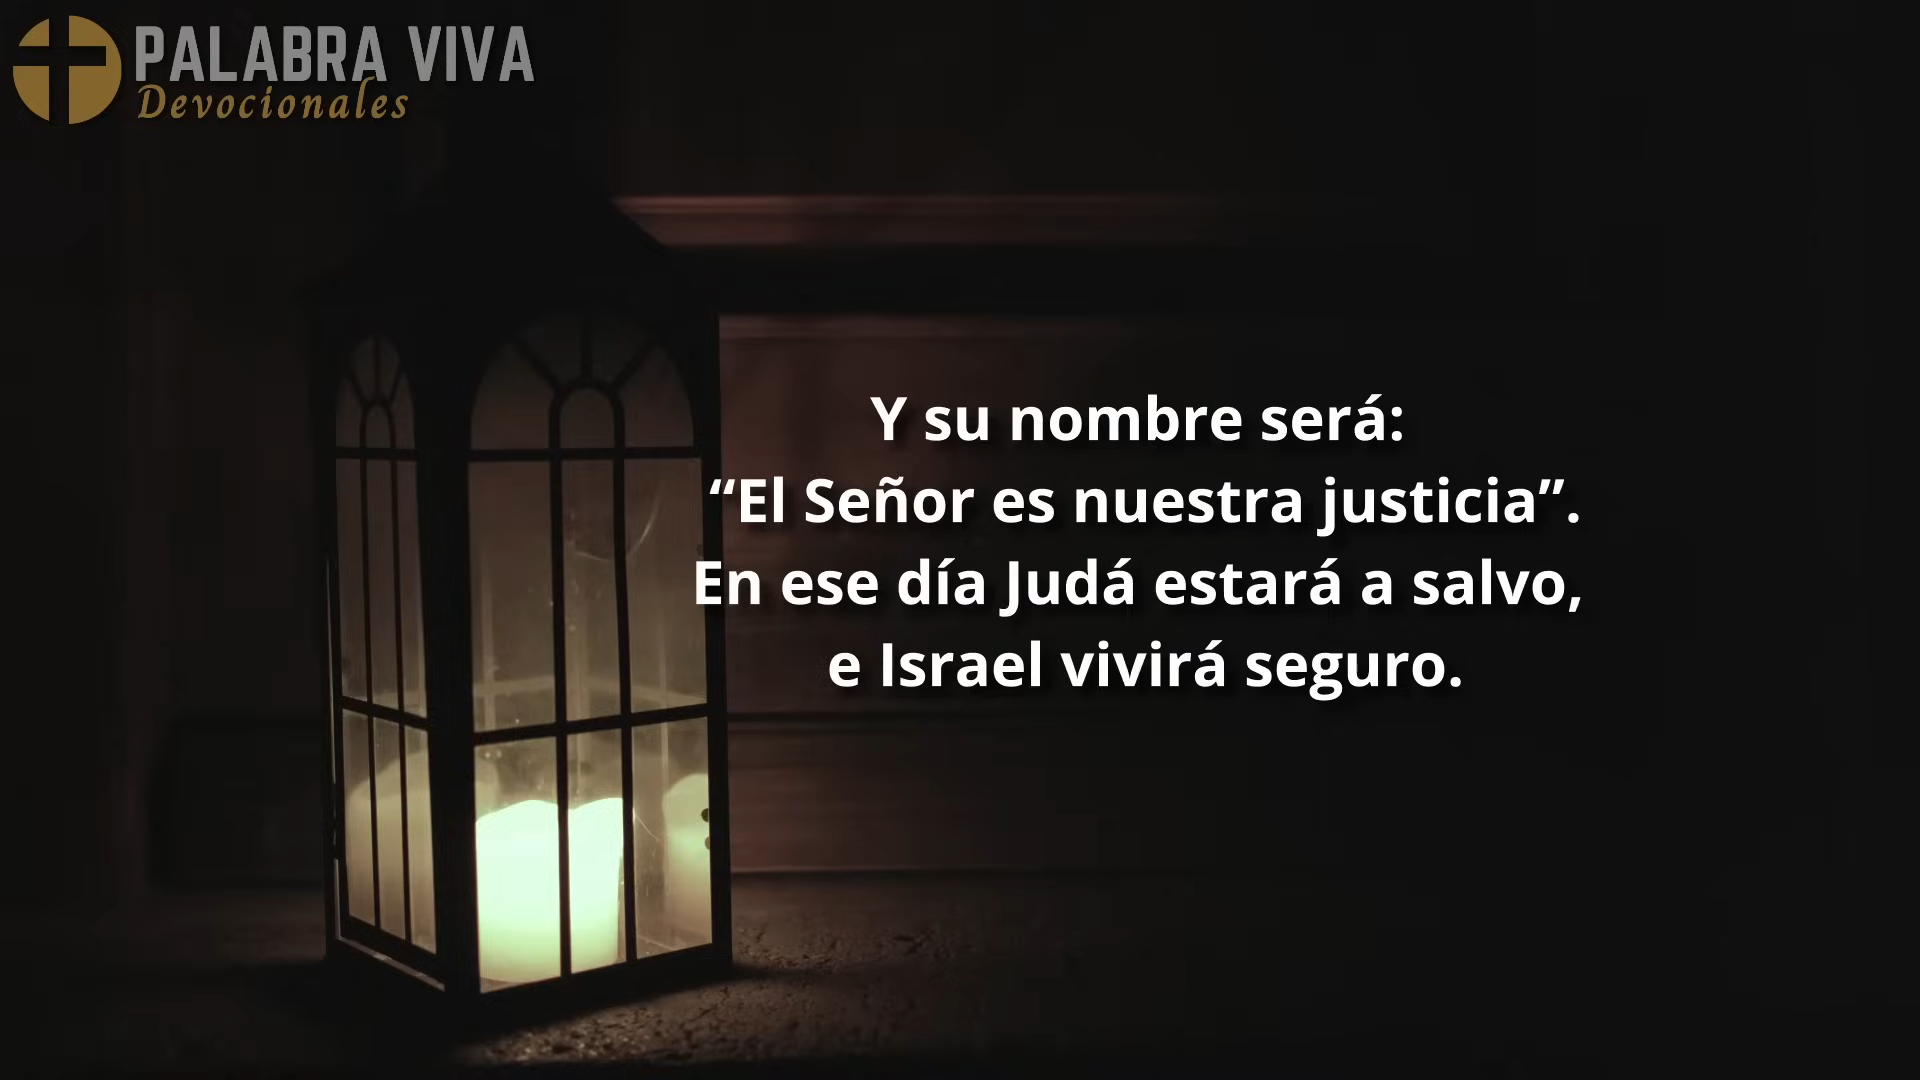 PALABRA VIVA
Devocionales
Y su nombre será:
“El Señor es nuestra justicia”.
En ese día Judá estará a salvo,
e Israel vivirá seguro.